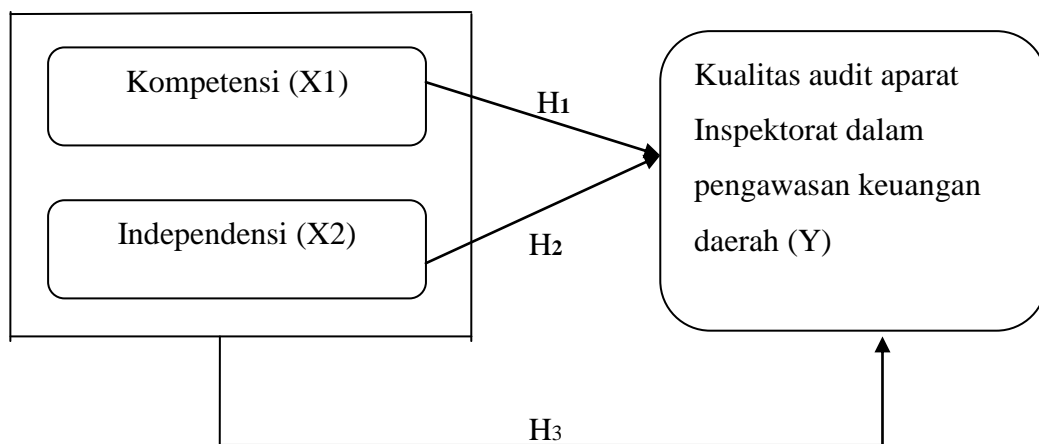 Kompetensi (X1)
H1
Independensi (X2)
H2
Kualitas audit aparat
Inspektorat dalam
pengawasan keuangan
daerah (Y)
H3